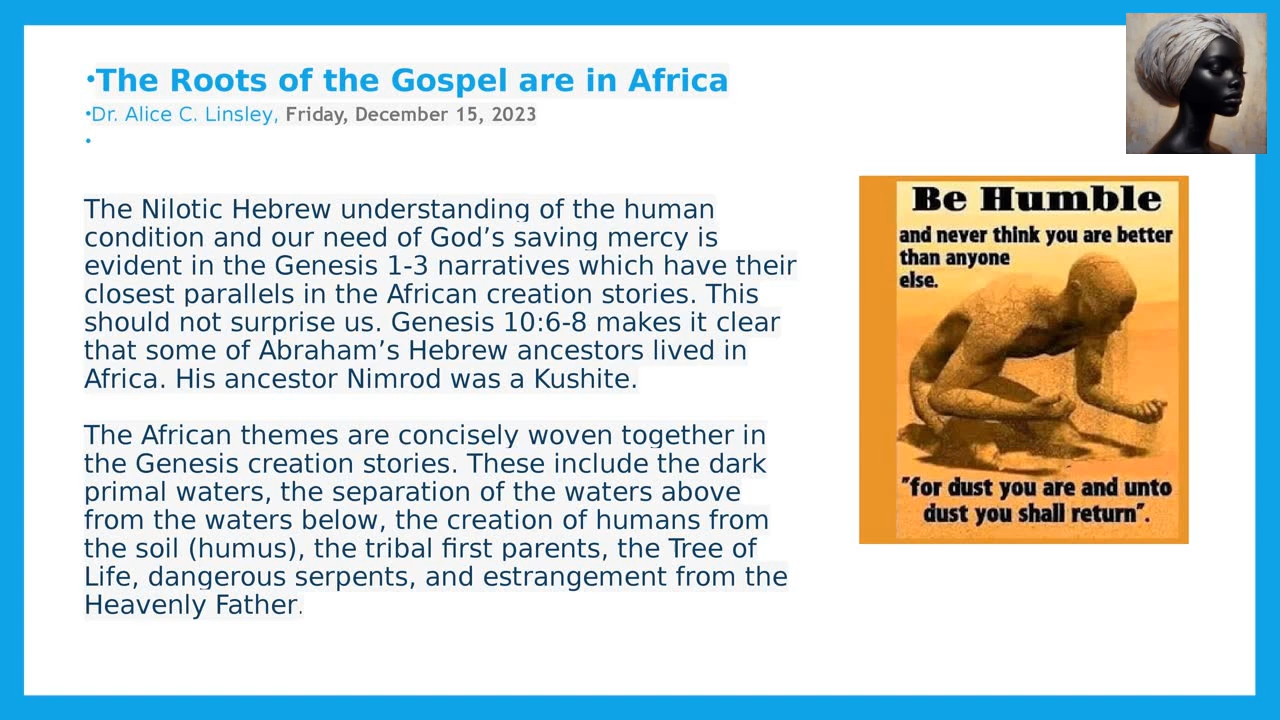 •The Roots of the Gospel are in Africa
•Dr. Alice C. Linsley, Friday, December 15, 2023
•
The Nilotic Hebrew understanding of the human
condition and our need of God’s saving mercy is
evident in the Genesis 1-3 narratives which have their
closest parallels in the African creation stories. This
should not surprise us. Genesis 10:6-8 makes it clear
that some of Abraham’s Hebrew ancestors lived in
Africa. His ancestor Nimrod was a Kushite.
The African themes are concisely woven together in
the Genesis creation stories. These include the dark
primal waters, the separation of the waters above
from the waters below, the creation of humans from
the soil (humus), the tribal first parents, the Tree of
Life, dangerous serpents, and estrangement from the
Heavenly Father.
Be Humble
and never think you are better
than anyone
else.
"for dust you are and unto
dust you shall return".